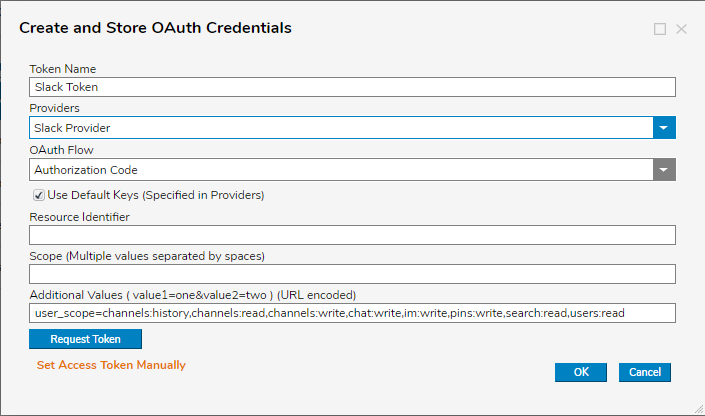 Create and Store OAuth Credentials
Token Name
Slack Token
Providers
Slack Provider
OAuth Flow
Authorization Code
Use Default Keys (Specified in Providers)
Resource Identifier
Scope (Multiple values separated by spaces)
Additional Values ( value1=one&value2=two ) (URL encoded)
user_scope=channels:history,channels:read,channels:write,chat:write,im:write,pins:write,search:read,users:read
Request Token
Set Access Token Manually
OK
Cancel